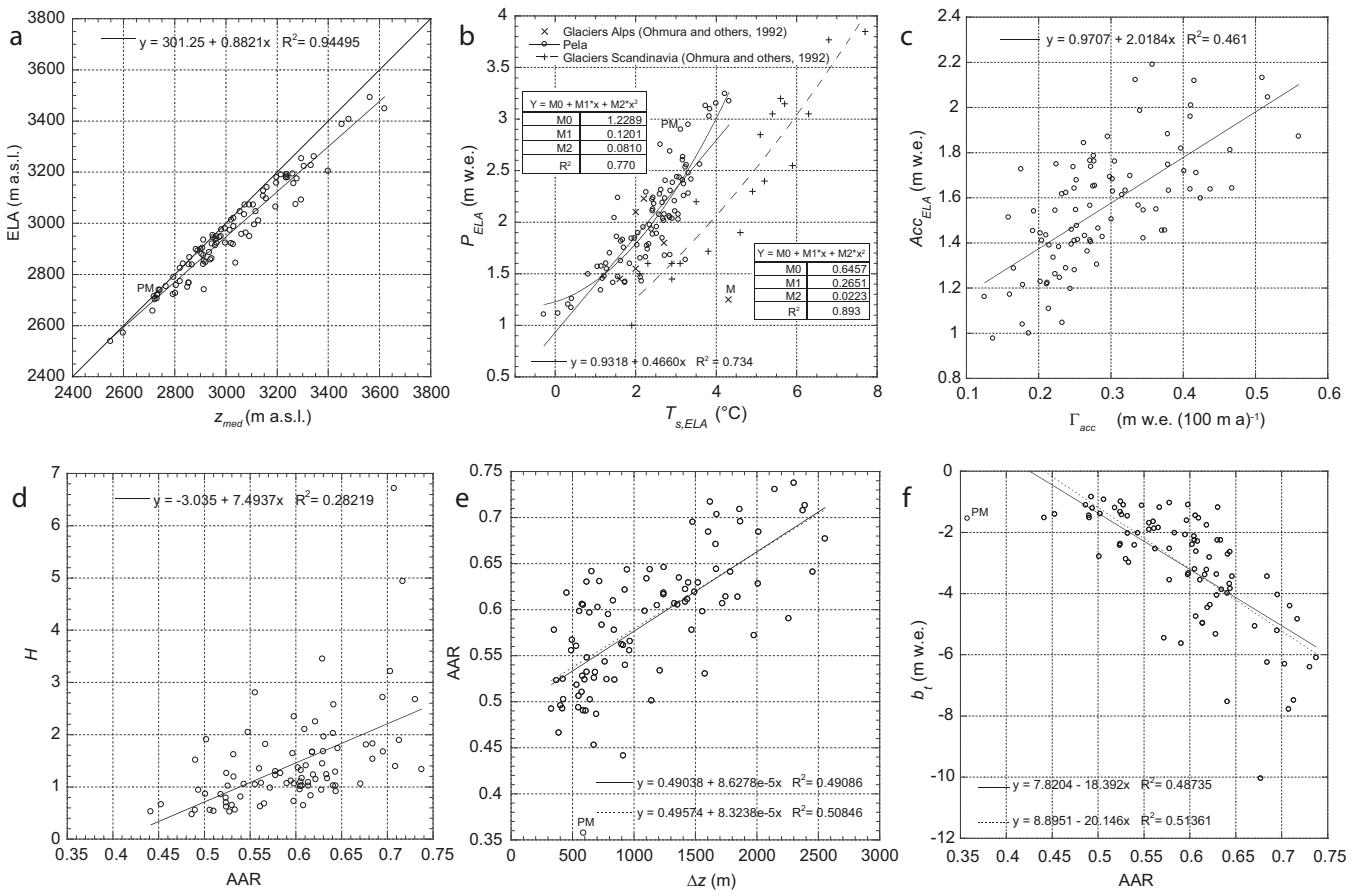 a
y = 301.25 + 0.8821x R² = 0.94495
3800
3600
3400
3200
3000
2800
2600
2400
PM
ELA (m a.s.l.)
2400 2600 2800 3000 3200 3400 3600 3800
z_med (m a.s.l.)
b
Glaciers Alps (Ohmura and others, 1992)
Pela
Glaciers Scandinavia (Ohmura and others, 1992)
4
3.5
3
2.5
2
1.5
1
0.5
Y = M0 + M1*x + M2*x²
M0 1.2289
M1 0.1201
M2 0.0810
R² 0.770
PM
M
Y = M0 + M1*x + M2*x²
M0 0.6457
M1 0.2651
M2 0.0223
R² 0.893
y = 0.9318 + 0.4660x R² = 0.734
P_ELA (m w.e.)
0 2 4 6 8
T_s,ELA (°C)
c
y = 0.9707 + 2.0184x R² = 0.461
2.4
2.2
2
1.8
1.6
1.4
1.2
1
0.8
Acc_ELA (m w.e.)
0.1 0.2 0.3 0.4 0.5 0.6
Γ_acc (m w.e. (100 m a)⁻¹)
d
y = -3.035 + 7.4937x R² = 0.28219
7
6
5
4
3
2
1
0
H
0.35 0.4 0.45 0.5 0.55 0.6 0.65 0.7 0.75
AAR
e
0.75
0.7
0.65
0.6
0.55
0.5
0.45
0.4
0.35
AAR
y = 0.49038 + 8.6278e-5x R² = 0.49086
y = 0.49574 + 8.3238e-5x R² = 0.50846
PM
0 500 1000 1500 2000 2500 3000
Δz (m)
f
0
-2
-4
-6
-8
-10
-12
PM
b_t (m w.e.)
y = 7.8204 - 18.392x R² = 0.48735
y = 8.8951 - 20.146x R² = 0.51361
0.35 0.4 0.45 0.5 0.55 0.6 0.65 0.7 0.75
AAR